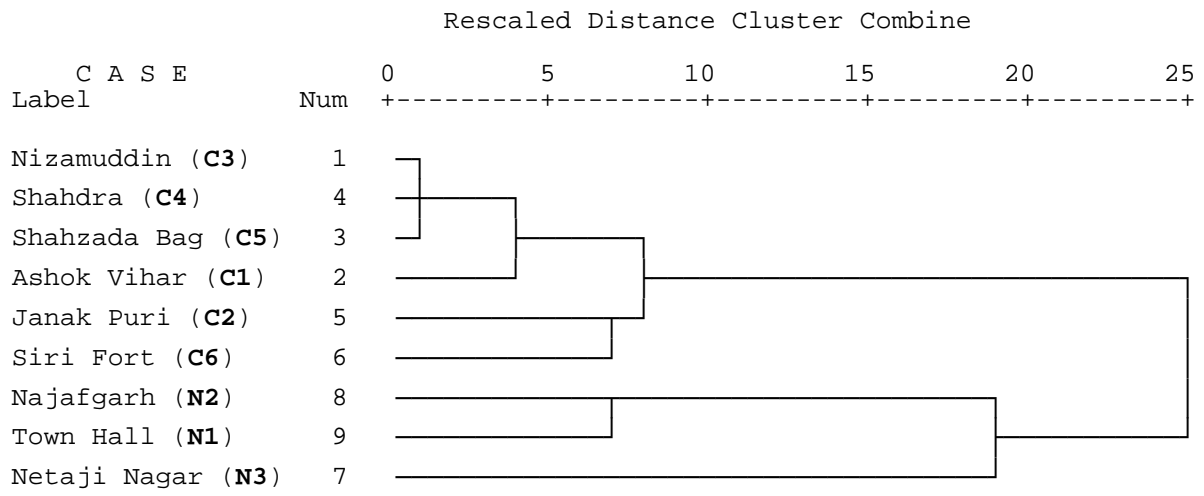 Rescaled Distance Cluster Combine
C A S E 0 5 10 15 20 25
Label Num +---------+---------+---------+---------+---------+
Nizamuddin (C3) 1
Shahdra (C4) 4
Shahzada Bag (C5) 3
Ashok Vihar (C1) 2
Janak Puri (C2) 5
Siri Fort (C6) 6
Najafgarh (N2) 8
Town Hall (N1) 9
Netaji Nagar (N3) 7